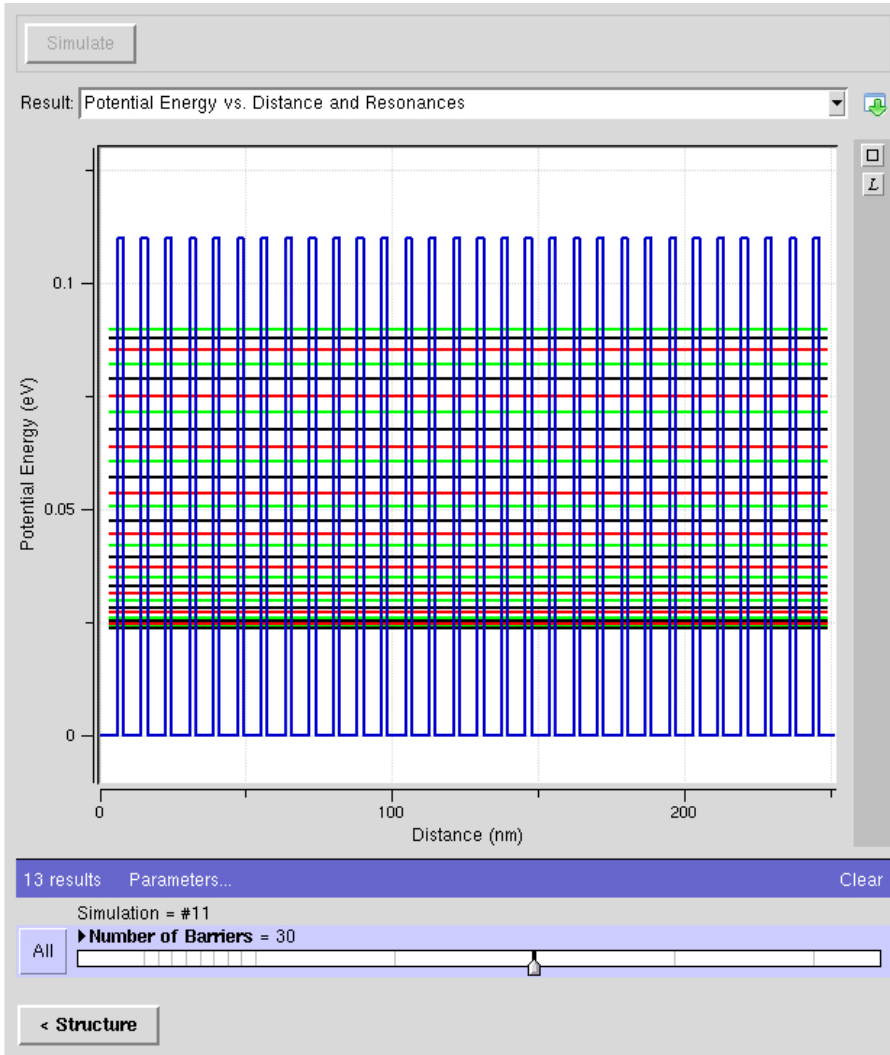 Simulate
Result: Potential Energy vs. Distance and Resonances
L
Potential Energy (eV)
0.1
0.05
0
0
100
200
Distance (nm)
13 results Parameters... Clear
Simulation = #11
All
Number of Barriers = 30
< Structure